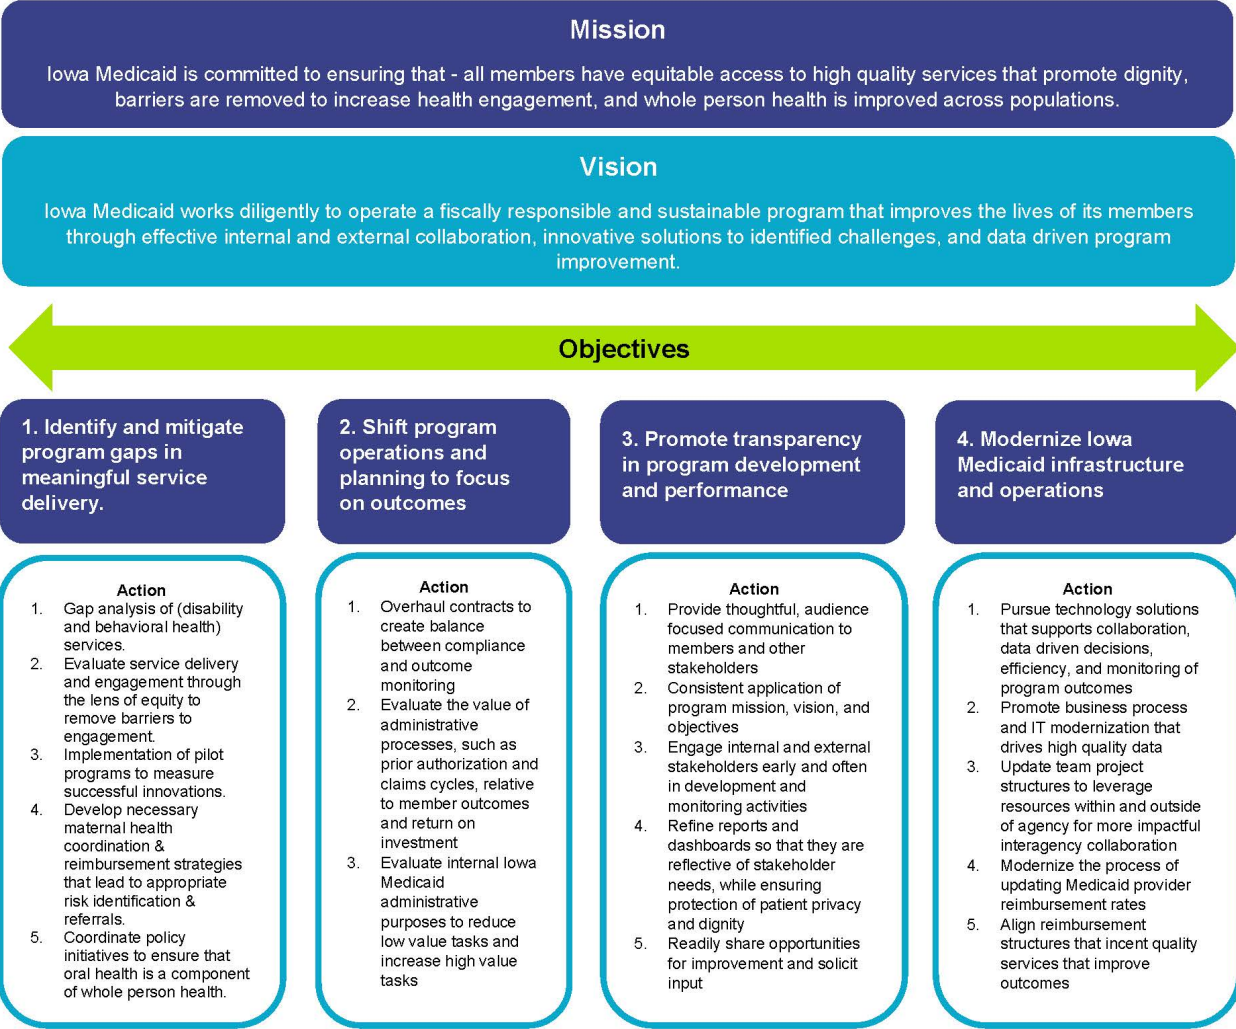 Mission
Iowa Medicaid is committed to ensuring that - all members have equitable access to high quality services that promote dignity,
barriers are removed to increase health engagement, and whole person health is improved across populations.
Vision
Iowa Medicaid works diligently to operate a fiscally responsible and sustainable program that improves the lives of its members
through effective internal and external collaboration, innovative solutions to identified challenges, and data driven program
improvement.
Objectives
1. Identify and mitigate
program gaps in
meaningful service
delivery.
2. Shift program
operations and
planning to focus
on outcomes
3. Promote transparency
in program development
and performance
4. Modernize Iowa
Medicaid infrastructure
and operations
Action
1. Gap analysis of (disability
and behavioral health)
services.
2. Evaluate service delivery
and engagement through
the lens of equity to
remove barriers to
engagement.
3. Implementation of pilot
programs to measure
successful innovations.
4. Develop necessary
maternal health
coordination &
reimbursement strategies
that lead to appropriate
risk identification &
referrals.
5. Coordinate policy
initiatives to ensure that
oral health is a component
of whole person health.
Action
1. Overhaul contracts to
create balance
between compliance
and outcome
monitoring
2. Evaluate the value of
administrative
processes, such as
prior authorization and
claims cycles, relative
to member outcomes
and return on
investment
3. Evaluate internal Iowa
Medicaid
administrative
purposes to reduce
low value tasks and
increase high value
tasks
Action
1. Provide thoughtful, audience
focused communication to
members and other
stakeholders
2. Consistent application of
program mission, vision, and
objectives
3. Engage internal and external
stakeholders early and often
in development and
monitoring activities
4. Refine reports and
dashboards so that they are
reflective of stakeholder
needs, while ensuring
protection of patient privacy
and dignity
5. Readily share opportunities
for improvement and solicit
input
Action
1. Pursue technology solutions
that supports collaboration,
data driven decisions,
efficiency, and monitoring of
program outcomes
2. Promote business process
and IT modernization that
drives high quality data
3. Update team project
structures to leverage
resources within and outside
of agency for more impactful
interagency collaboration
4. Modernize the process of
updating Medicaid provider
reimbursement rates
5. Align reimbursement
structures that incent quality
services that improve
outcomes